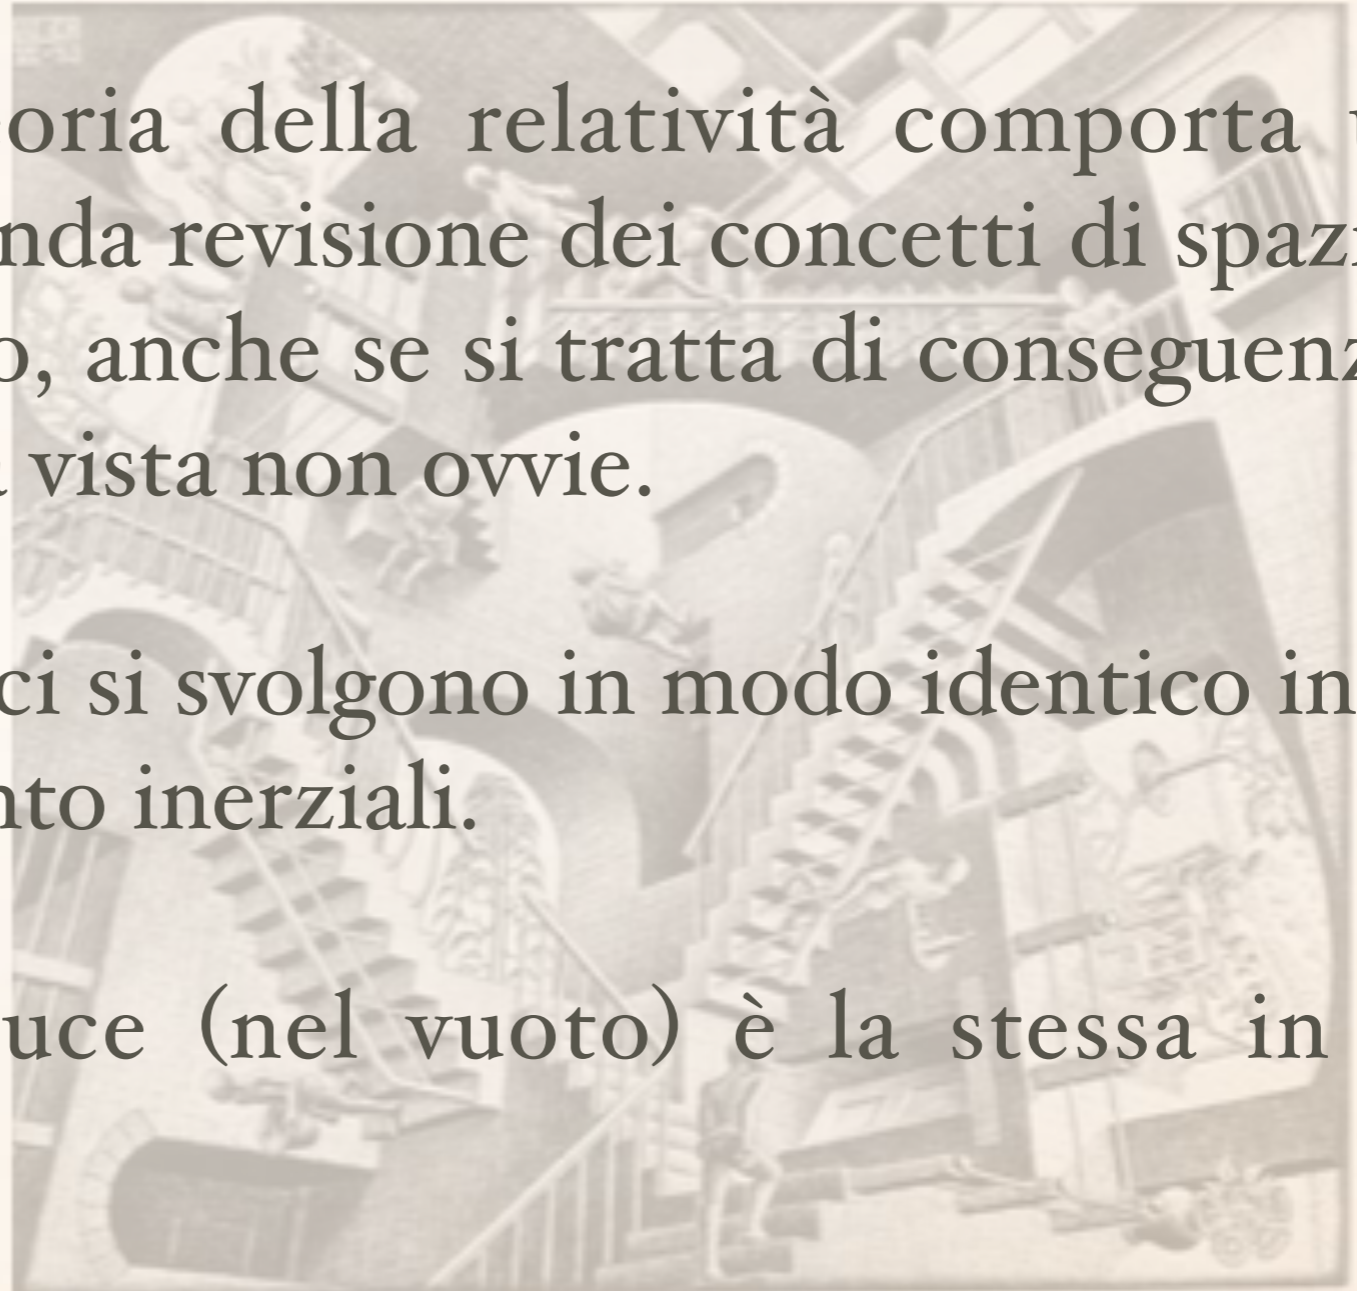 oria della relatività comporta
nda revisione dei concetti di spazi
o, anche se si tratta di conseguenz
vista non ovvie.
ci si svolgono in modo identico in
nto inerziali.
uce (nel vuoto) è la stessa in